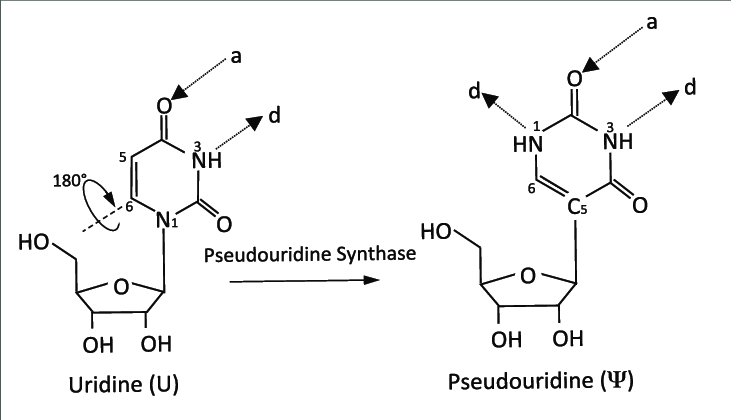 a
O
d
5
3
NH
180°
6
N1
O
HO
O
OH OH
Uridine (U)
Pseudouridine Synthase
a
O
d
d
1
3
HN
NH
6
C5
O
HO
O
OH OH
Pseudouridine (Ψ)